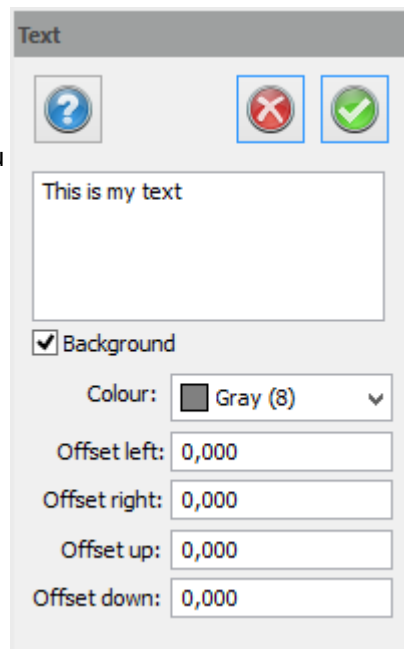 Text
This is my text
Background
Colour: Gray (8)
Offset left: 0,000
Offset right: 0,000
Offset up: 0,000
Offset down: 0,000